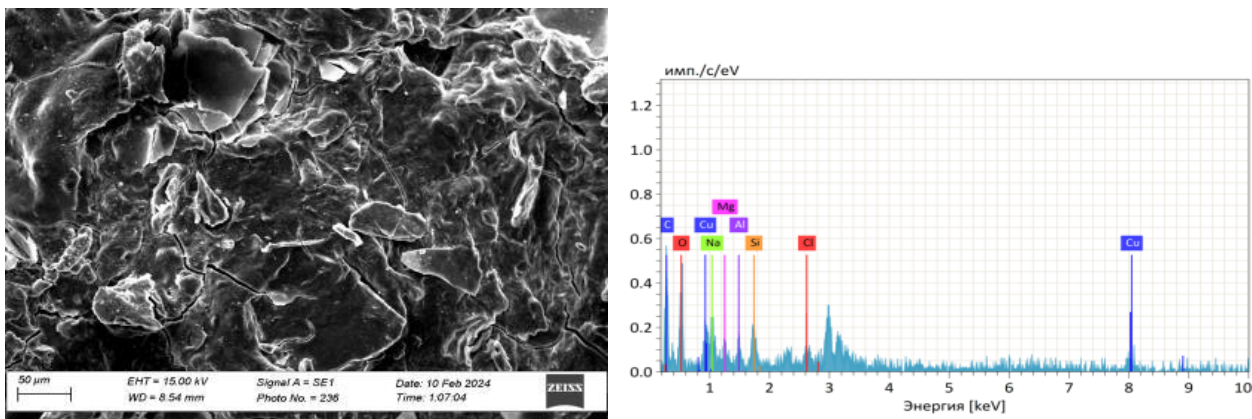 50 μm
EHT = 15.00 kV
WD = 8.54 mm
Signal A = SE1
Photo No. = 236
Date: 10 Feb 2024
Time: 1:07:04
ZEISS
имп./с/eV
1.2
1.0
0.8
0.6
0.4
0.2
0.0
Mg
C
Cu
Al
O
Na
Si
Cl
Cu
1
2
3
4
5
6
7
8
9
10
Энергия [keV]